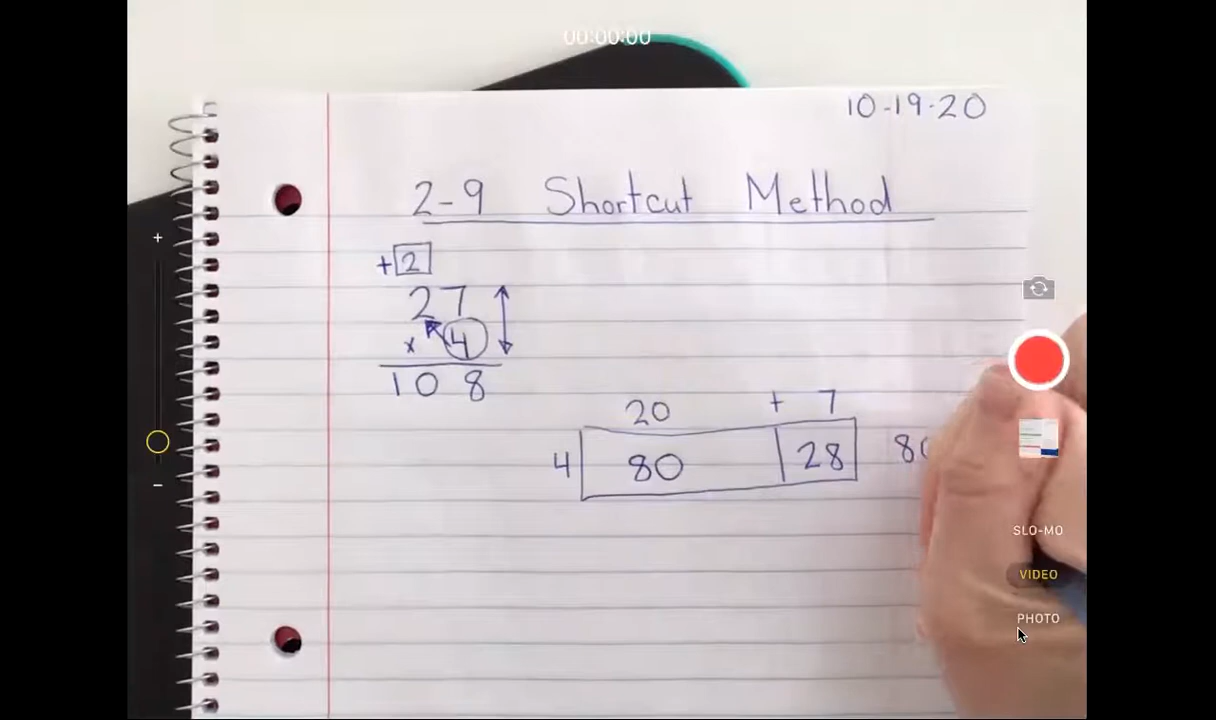 00:00:00
10-19-20
2-9 Shortcut Method
+2
27
x 4
108
20 + 7
4 80 28 80
SLO-MO
VIDEO
PHOTO